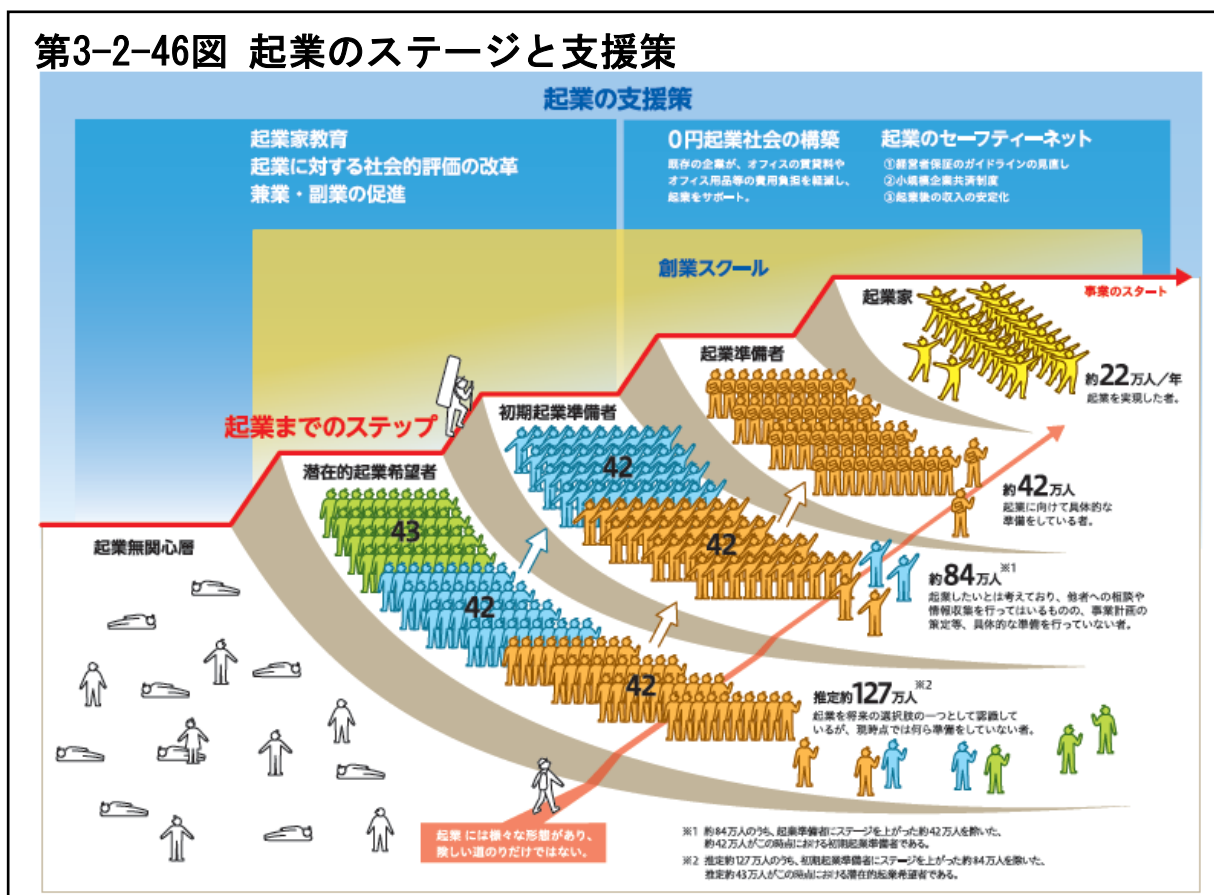 第3-2-46図 起業のステージと支援策
起業の支援策
起業家教育
起業に対する社会的評価の改革
兼業・副業の促進
0円起業社会の構築
既存の企業が、オフィスの賃貸料や
オフィス用品等の費用負担を軽減し、
起業をサポート。
起業のセーフティーネット
①経営者保証のガイドラインの見直し
②小規模企業共済制度
③起業後の収入の安定化
創業スクール
事業のスタート
起業家
約22万人/年
起業を実現した者。
起業準備者
約42万人
起業に向けて具体的な
準備をしている者。
起業までのステップ
初期起業準備者
42
42
約84万人※1
起業したいとは考えており、他者への相談や
情報収集を行ってはいるものの、事業計画の
策定等、具体的な準備を行っていない者。
潜在的起業希望者
43
42
42
推定約127万人※2
起業を将来の選択肢の一つとして認識して
いるが、現時点では何ら準備をしていない者。
起業無関心層
起業には様々な形態があり、
険しい道のりだけではない。
※1 約84万人のうち、起業準備者にステージを上がった約42万人を除いた、
約42万人がこの時点における初期起業準備者である。
※2 推定約127万人のうち、初期起業準備者にステージを上がった約84万人を除いた、
推定約43万人がこの時点における潜在的起業希望者である。